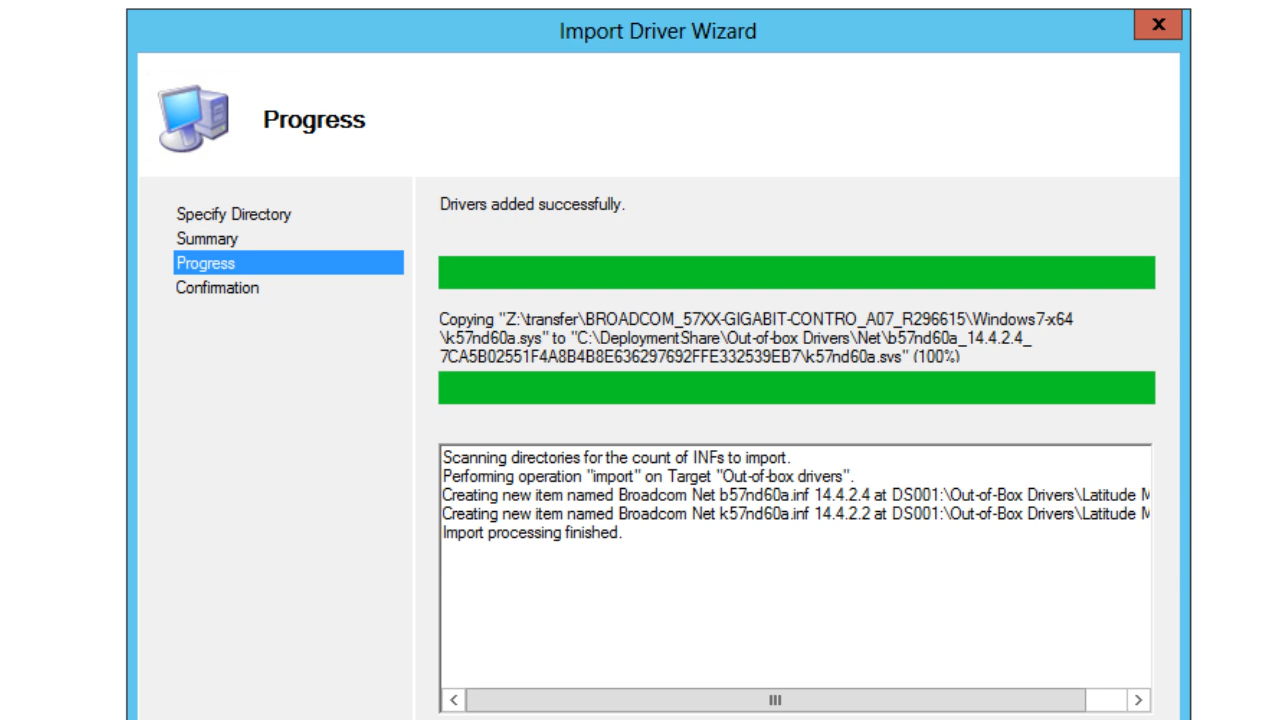 Import Driver Wizard
x
Progress
Specify Directory
Summary
Progress
Confirmation
Drivers added successfully.
Copying "Z:\transfer\BROADCOM_57XX-GIGABIT-CONTRO_A07_R296615\Windows7-x64
\k57nd60a.sys" to "C:\DeploymentShare\Out-of-box Drivers\Net\b57nd60a_14.4.2.4_
7CA5B02551F4A8B4B8E636297692FFE332539EB7\k57nd60a.sys" (100%)
Scanning directories for the count of INFs to import.
Performing operation "import" on Target "Out-of-box drivers".
Creating new item named Broadcom Net b57nd60a.inf 14.4.2.4 at DS001:\Out-of-Box Drivers\Latitude M
Creating new item named Broadcom Net k57nd60a.inf 14.4.2.2 at DS001:\Out-of-Box Drivers\Latitude M
Import processing finished.